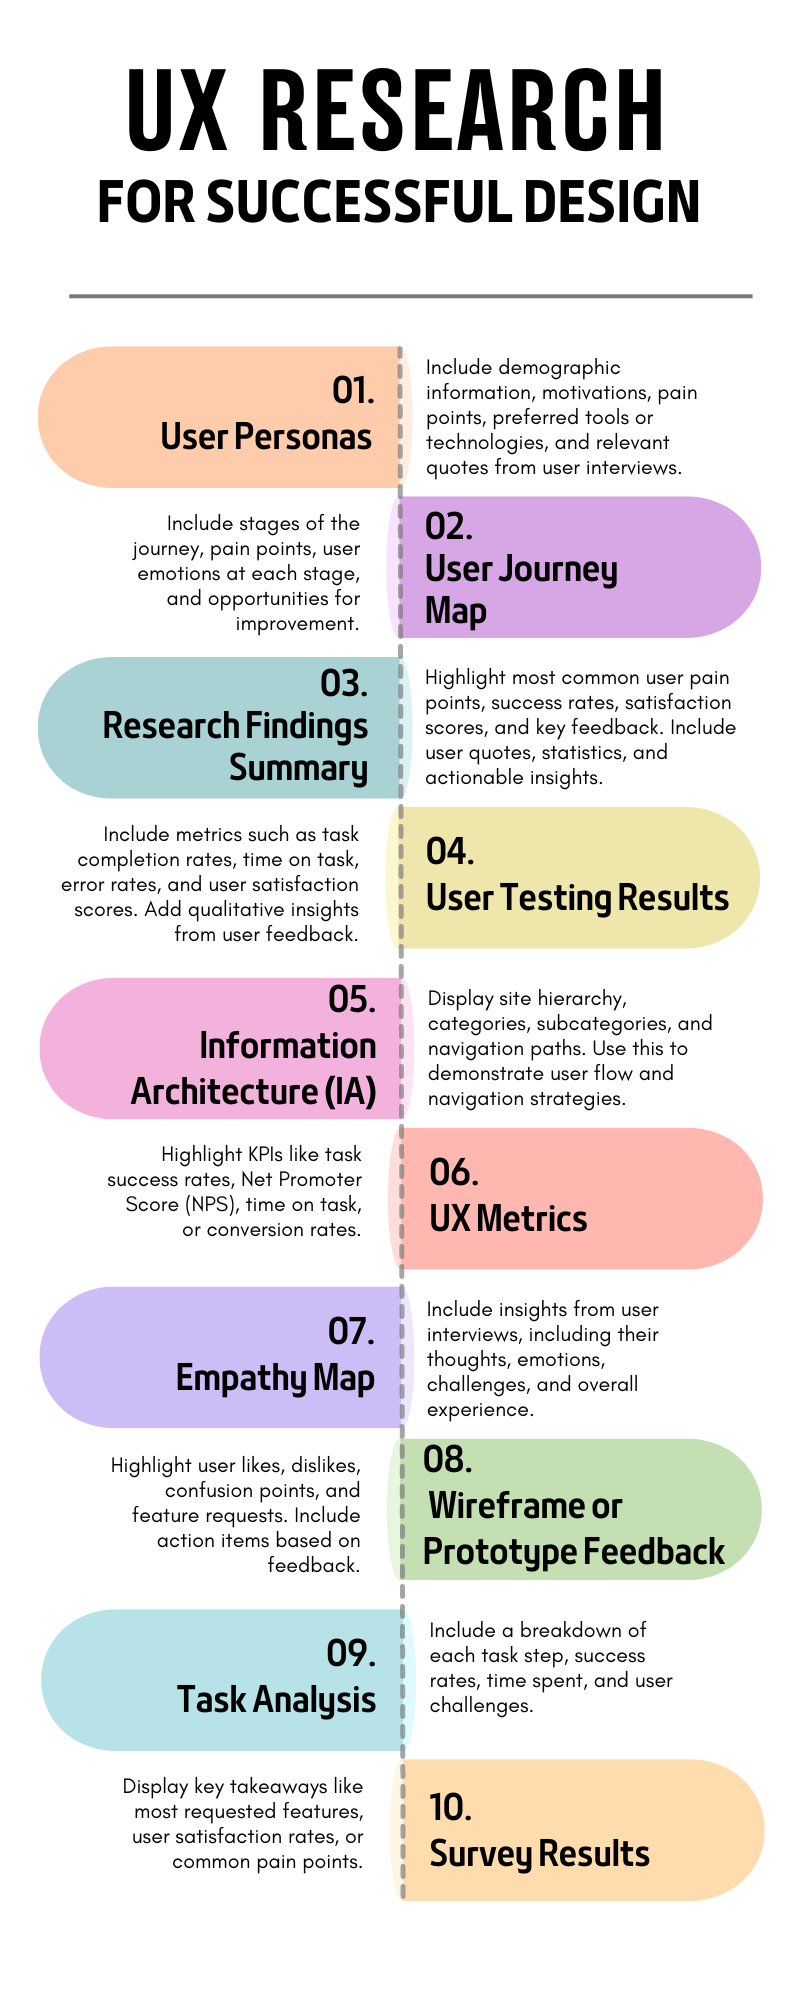 UX RESEARCH
FOR SUCCESSFUL DESIGN
01.
User Personas
Include demographic
information, motivations, pain
points, preferred tools or
technologies, and relevant
quotes from user interviews.
02.
User Journey
Map
Include stages of the
journey, pain points, user
emotions at each stage,
and opportunities for
improvement.
03.
Research Findings
Summary
Highlight most common user pain
points, success rates, satisfaction
scores, and key feedback. Include
user quotes, statistics, and
actionable insights.
04.
User Testing Results
Include metrics such as task
completion rates, time on task,
error rates, and user satisfaction
scores. Add qualitative insights
from user feedback.
05.
Information
Architecture (IA)
Display site hierarchy,
categories, subcategories, and
navigation paths. Use this to
demonstrate user flow and
navigation strategies.
06.
UX Metrics
Highlight KPIs like task
success rates, Net Promoter
Score (NPS), time on task,
or conversion rates.
07.
Empathy Map
Include insights from user
interviews, including their
thoughts, emotions,
challenges, and overall
experience.
08.
Wireframe or
Prototype Feedback
Highlight user likes, dislikes,
confusion points, and
feature requests. Include
action items based on
feedback.
09.
Task Analysis
Include a breakdown of
each task step, success
rates, time spent, and user
challenges.
10.
Survey Results
Display key takeaways like
most requested features,
user satisfaction rates, or
common pain points.